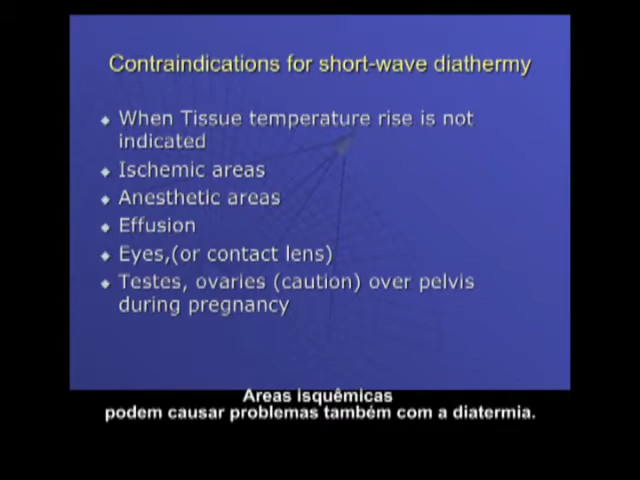 Contraindications for short-wave diathermy
When Tissue temperature rise is not
indicated
Ischemic areas
Anesthetic areas
Effusion
Eyes,(or contact lens)
Testes, ovaries (caution) over pelvis
during pregnancy
Areas isquêmicas
podem causar problemas também com a diatermia.